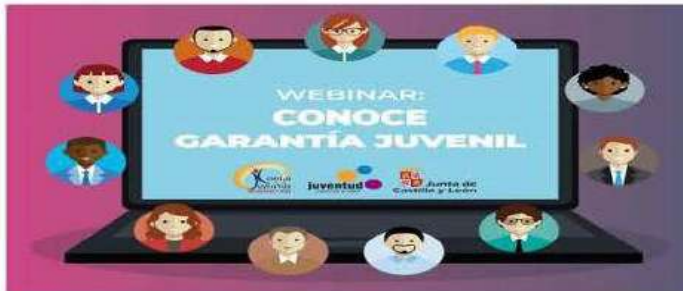 WEBINAR:
CONOCE
GARANTÍA JUVENIL
juventud
Junta de
Castilla y León